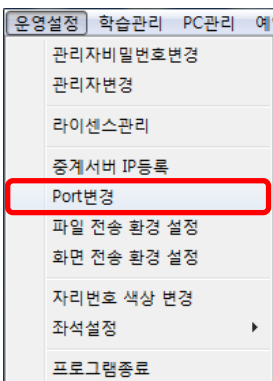 운영설정 학습관리 PC관리
관리자비밀번호변경
관리자변경
라이센스관리
중계서버 IP등록
Port변경
파일 전송 환경 설정
화면 전송 환경 설정
자리번호 색상 변경
좌석설정
프로그램종료